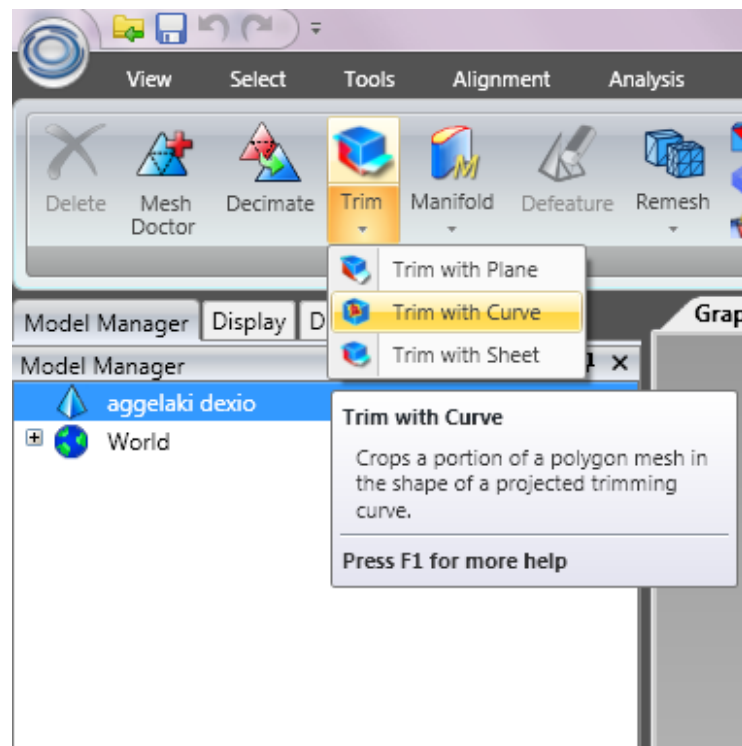 View Select Tools Alignment Analysis
Delete Mesh Doctor Decimate Trim Manifold Defeature Remesh
Trim with Plane
Trim with Curve
Trim with Sheet
Model Manager Display D
Grap
Model Manager
aggelaki dexio
World
Trim with Curve
Crops a portion of a polygon mesh in
the shape of a projected trimming
curve.
Press F1 for more help